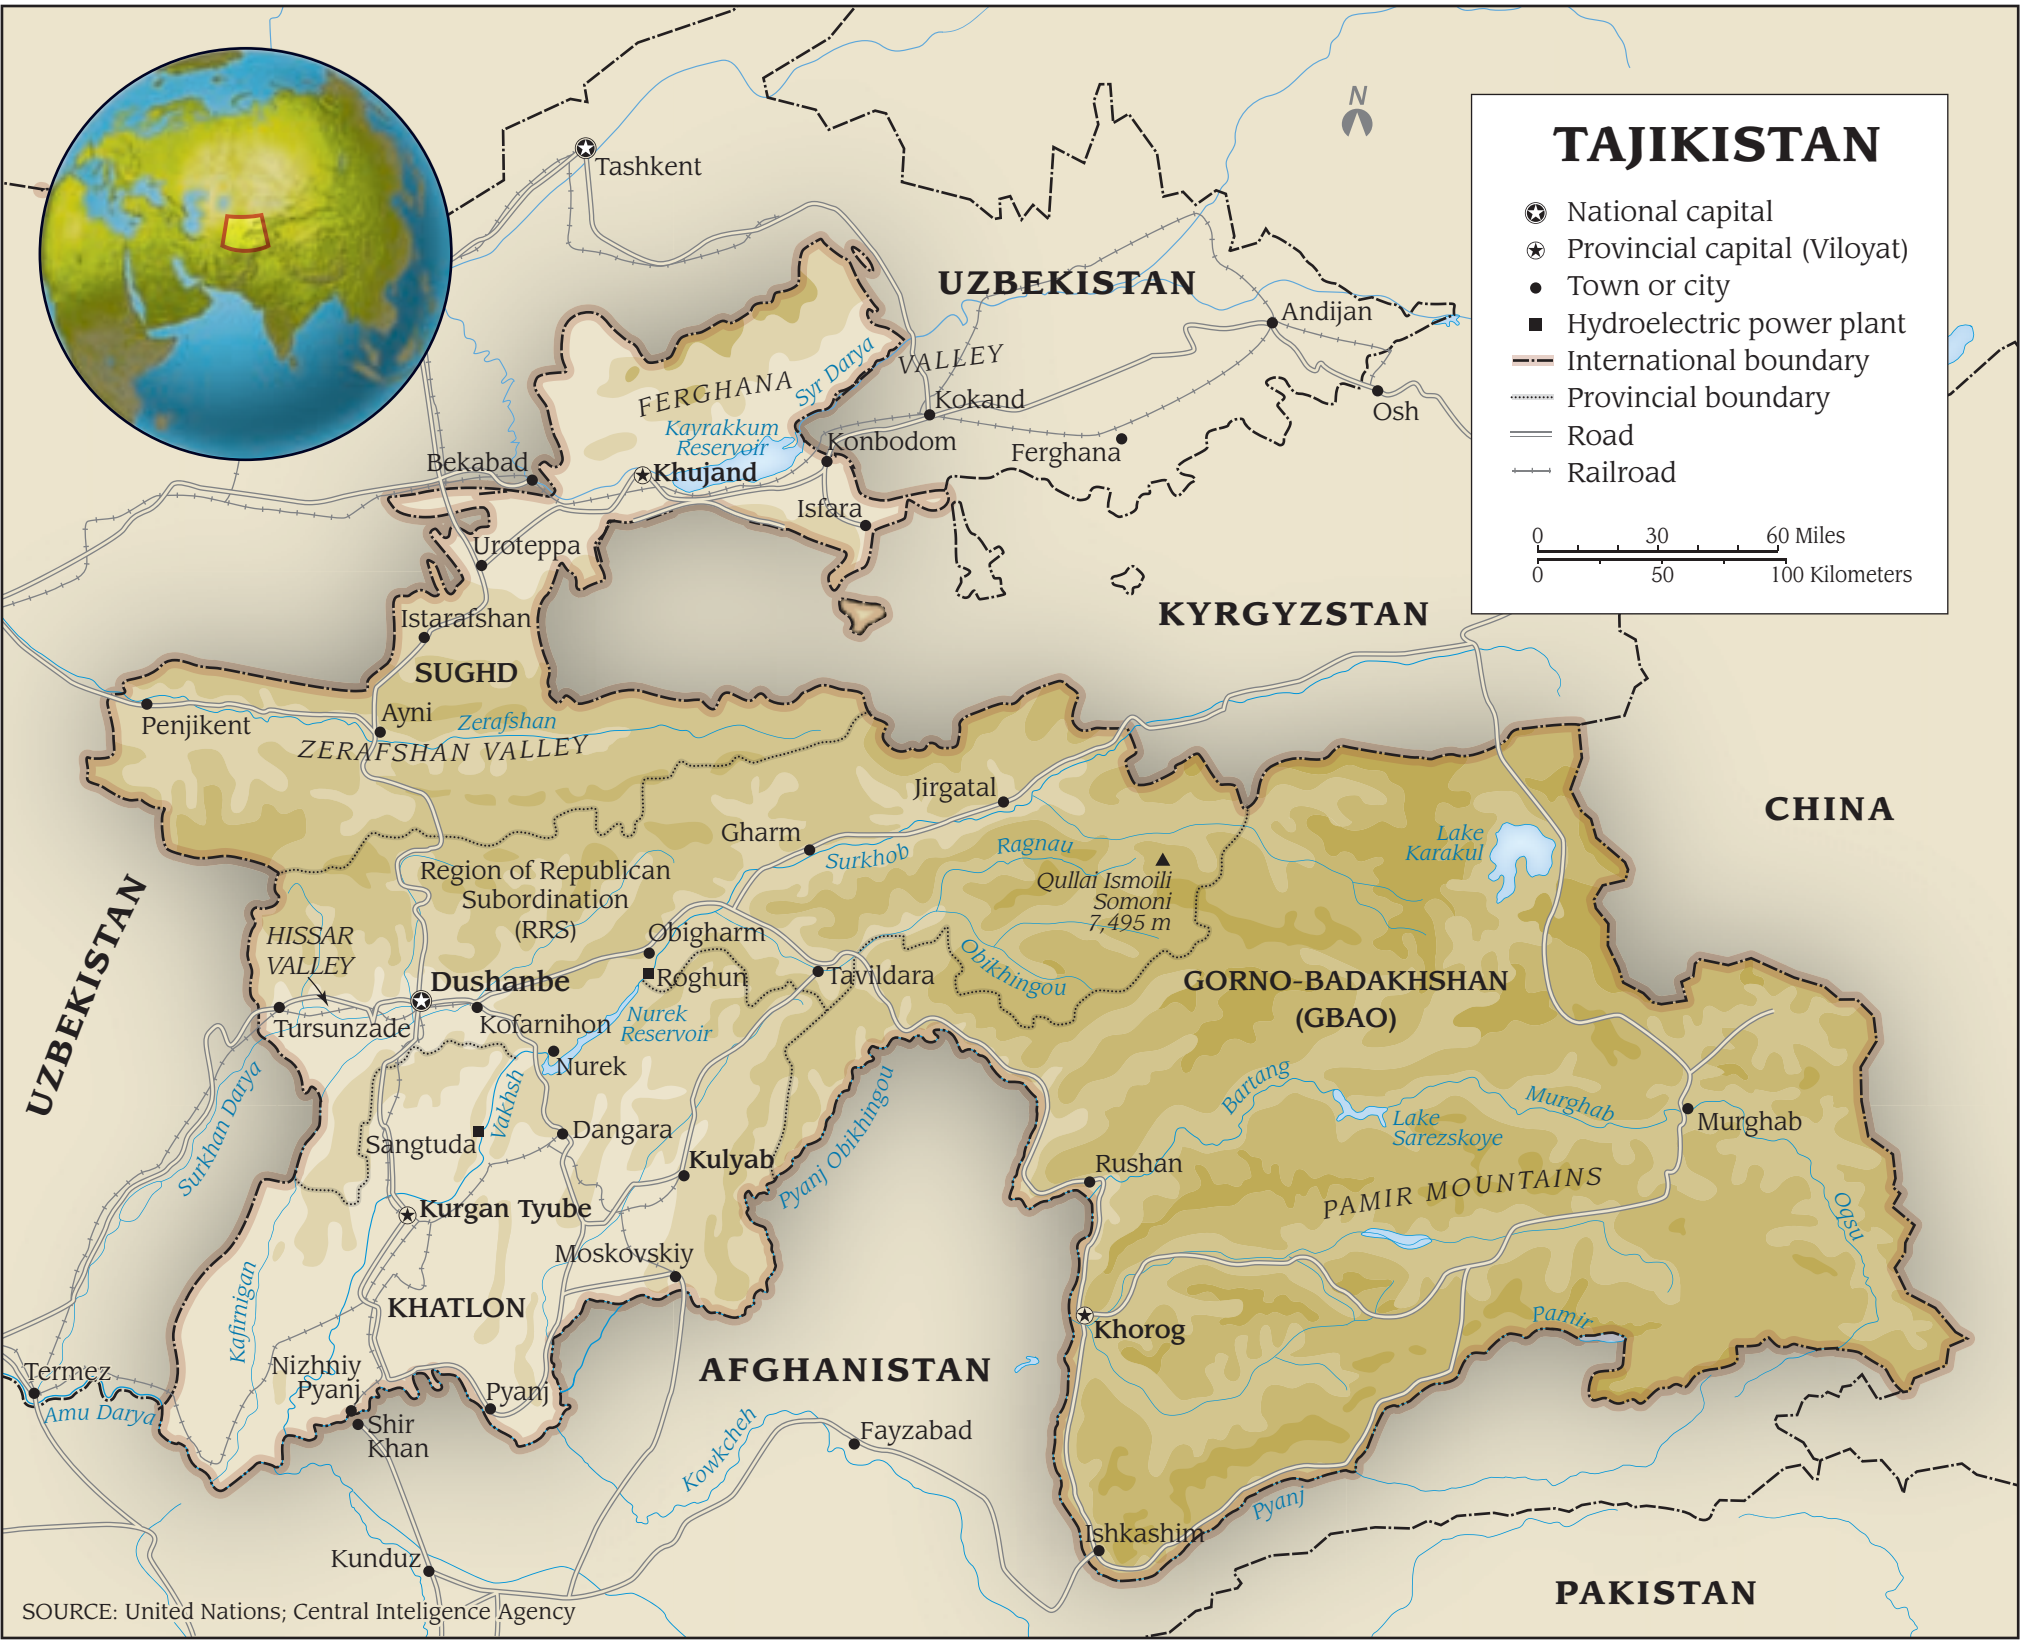 N
TAJIKISTAN
National capital
Provincial capital (Viloyat)
Town or city
Hydroelectric power plant
International boundary
Provincial boundary
Road
Railroad
0 30 60 Miles
0 50 100 Kilometers
Tashkent
UZBEKISTAN
Andijan
VALLEY
Syr Darya
FERGHANA
Kokand
Osh
Kayrakkum
Reservoir
Konbodom
Ferghana
Bekabad
Khujand
Isfara
Uroteppa
KYRGYZSTAN
Istarafshan
SUGHD
Penjikent
Ayni
Zerafshan
ZERAFSHAN VALLEY
Jirgatal
CHINA
Gharm
Surkhob
Ragnau
Lake
Karakul
Region of Republican
Subordination
(RRS)
Qullai Ismoili
Somoni
7,495 m
UZBEKISTAN
HISSAR
VALLEY
Obigharm
Roghun
Tavildara
Obikhingou
Dushanbe
GORNO-BADAKHSHAN
(GBAO)
Tursunzade
Kofarnihon
Nurek
Reservoir
Nurek
Surkhan Darya
Vakhsh
Pyanj Obikhingou
Bartang
Lake
Sarezskoye
Murghab
Murghab
Sangtuda
Dangara
Kulyab
Rushan
PAMIR MOUNTAINS
Oqsu
Kurgan Tyube
Moskovskiy
Kafirnigan
KHATLON
Khorog
Pamir
AFGHANISTAN
Termez
Amu Darya
Nizhniy
Pyanj
Pyanj
Shir
Khan
Kowkcheh
Fayzabad
Pyanj
Ishkashim
Kunduz
PAKISTAN
SOURCE: United Nations; Central Inteligence Agency